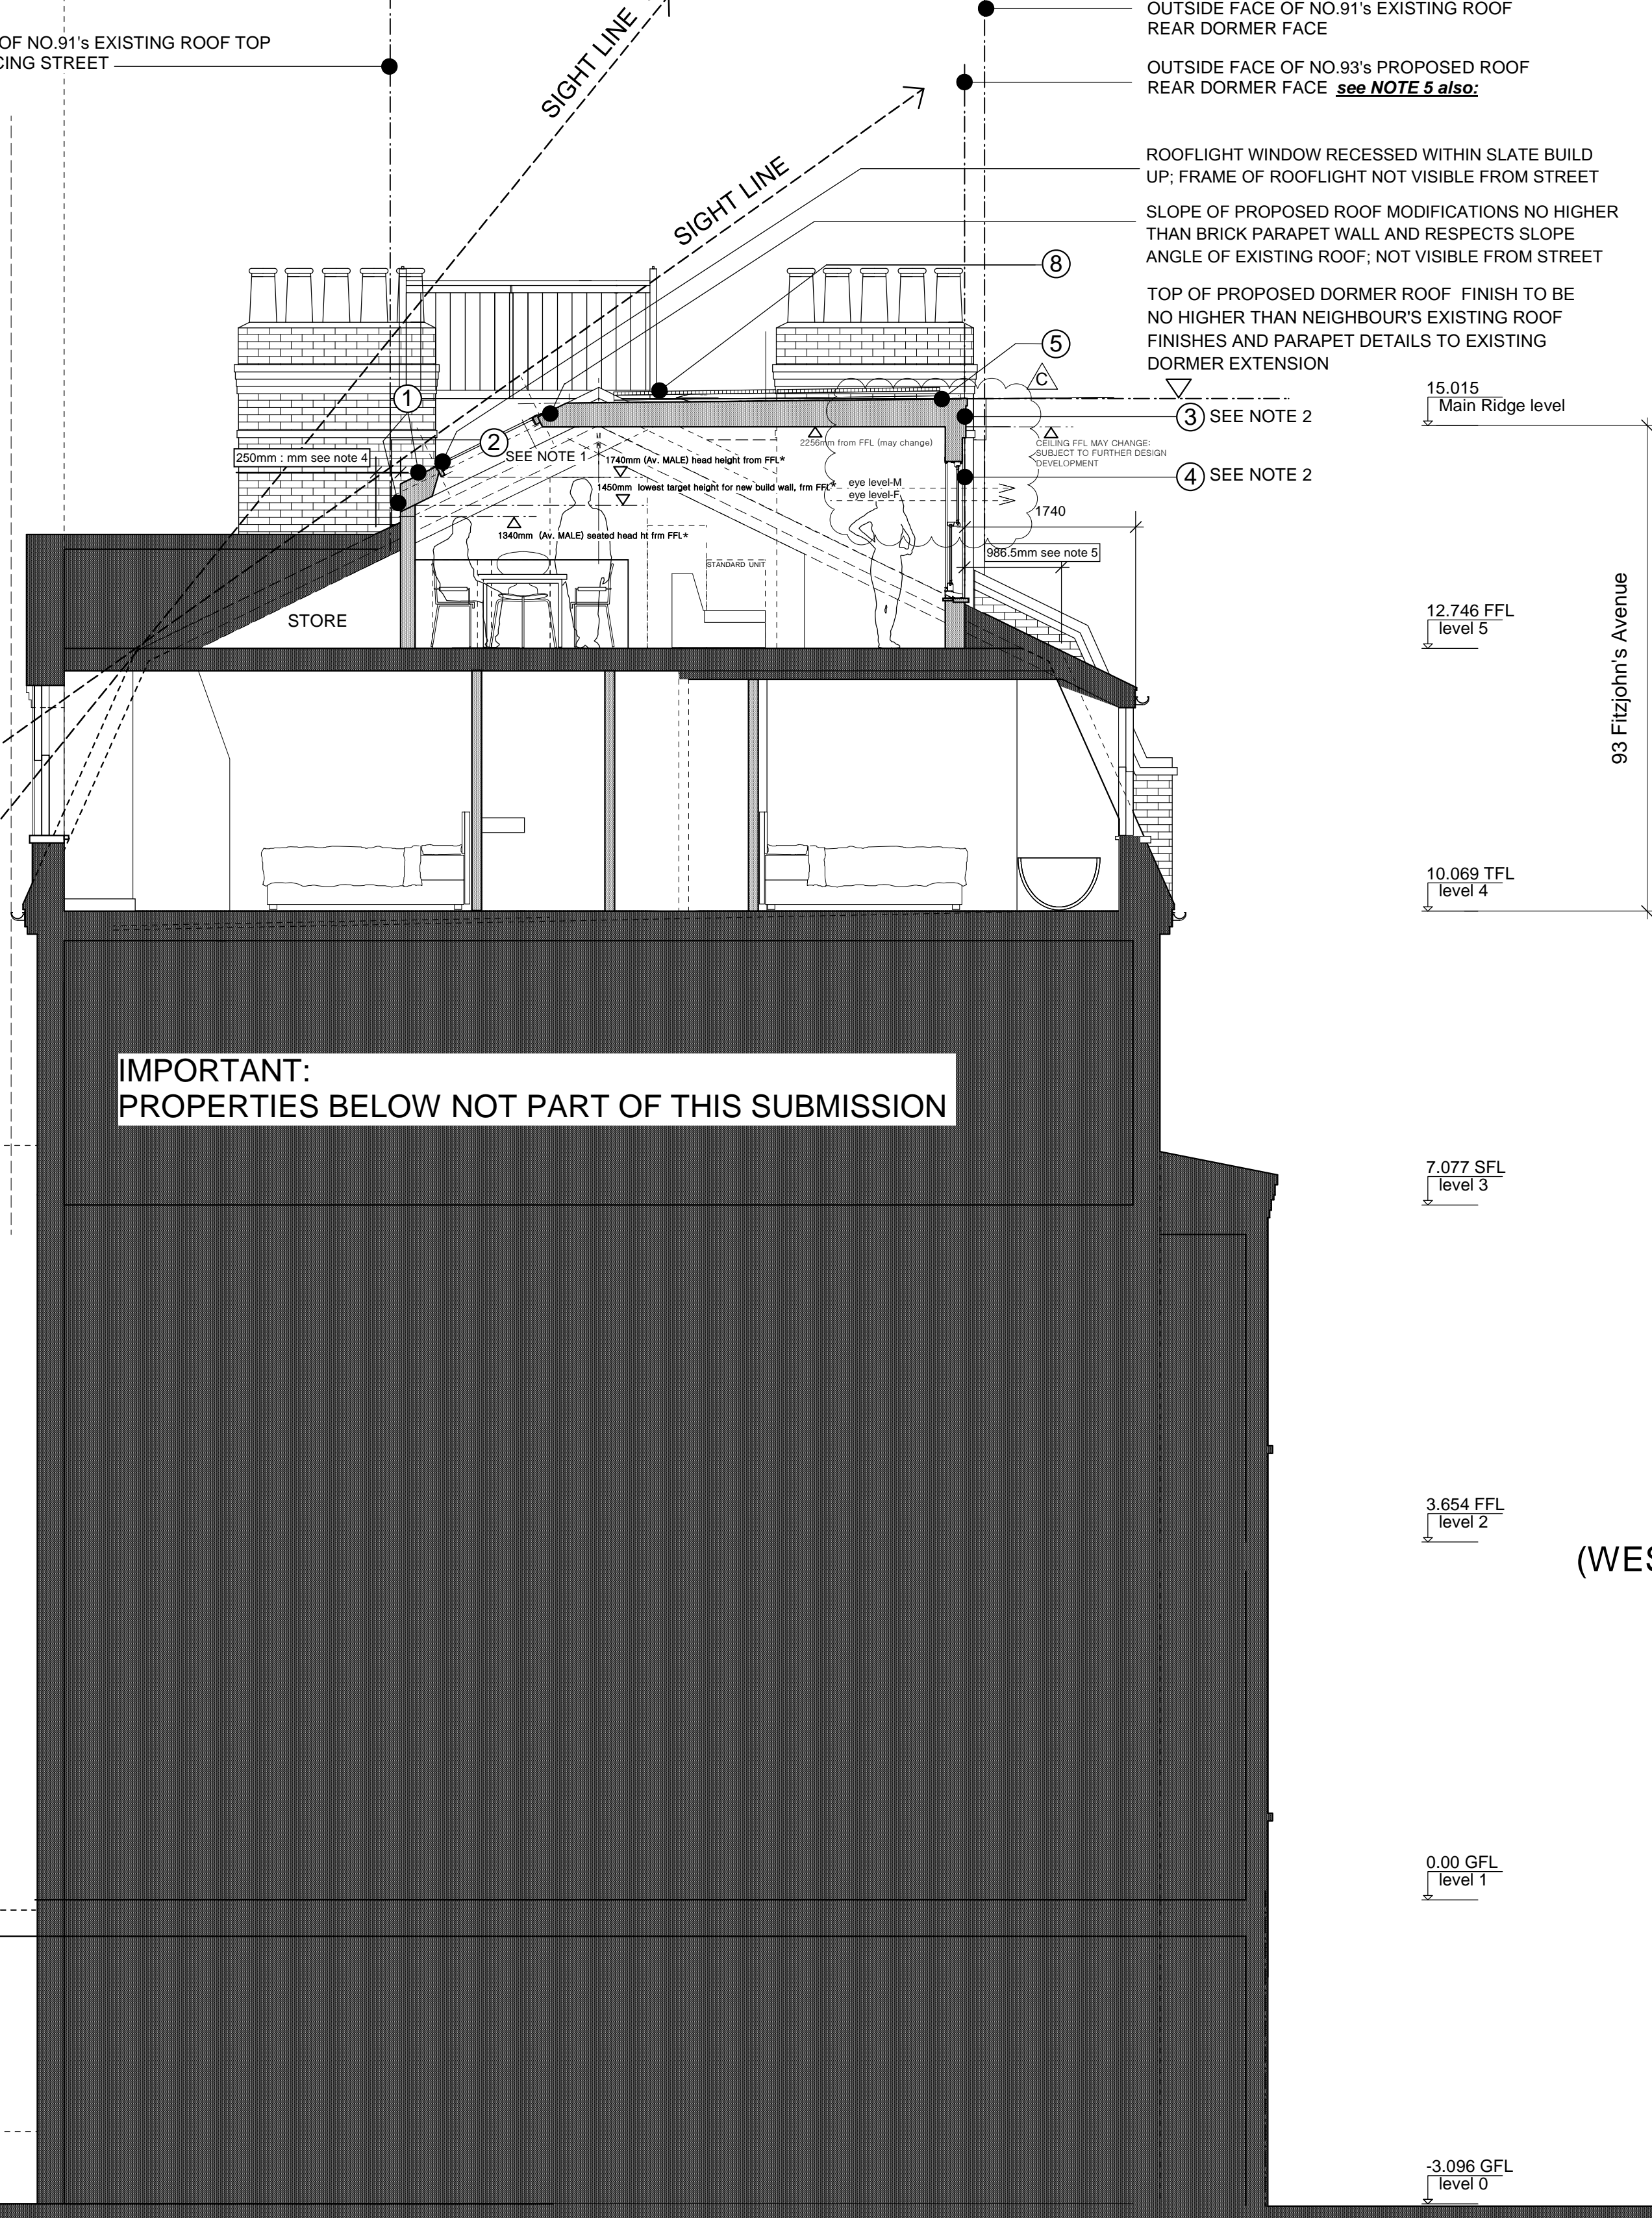 OUTSIDE FACE OF NO.91's EXISTING ROOF
REAR DORMER FACE
OF NO.91's EXISTING ROOF TOP
CING STREET
SIGHT LINE
OUTSIDE FACE OF NO.93's PROPOSED ROOF
REAR DORMER FACE see NOTE 5 also:
SIGHT LINE
ROOFLIGHT WINDOW RECESSED WITHIN SLATE BUILD
UP; FRAME OF ROOFLIGHT NOT VISIBLE FROM STREET
SLOPE OF PROPOSED ROOF MODIFICATIONS NO HIGHER
THAN BRICK PARAPET WALL AND RESPECTS SLOPE
ANGLE OF EXISTING ROOF; NOT VISIBLE FROM STREET
8
TOP OF PROPOSED DORMER ROOF FINISH TO BE
NO HIGHER THAN NEIGHBOUR'S EXISTING ROOF
FINISHES AND PARAPET DETAILS TO EXISTING
DORMER EXTENSION
5
C
15.015
Main Ridge level
1
3 SEE NOTE 2
2
SEE NOTE 1
250mm : mm see note 4
2256mm from FFL (may change)
CEILING FFL MAY CHANGE:
SUBJECT TO FURTHER DESIGN
DEVELOPMENT
1740mm (Av. MALE) head height from FFL*
4 SEE NOTE 2
1450mm lowest target height for new build wall, frm FFL*
eye level-M
eye level-F
1740
1340mm (Av. MALE) seated head ht frm FFL*
986.5mm see note 5
STANDARD UNIT
STORE
12.746 FFL
level 5
93 Fitzjohn's Avenue
10.069 TFL
level 4
IMPORTANT:
PROPERTIES BELOW NOT PART OF THIS SUBMISSION
7.077 SFL
level 3
3.654 FFL
level 2
(WES
0.00 GFL
level 1
-3.096 GFL
level 0